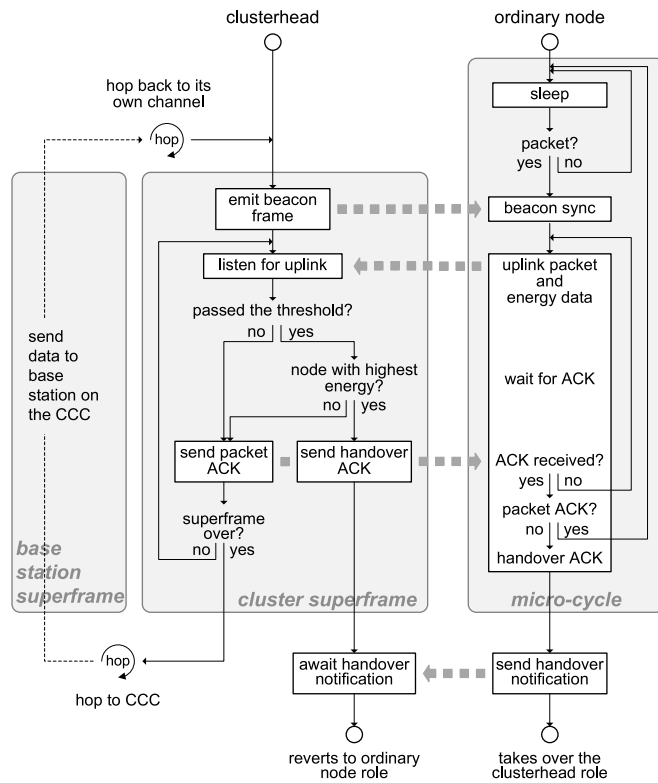 clusterhead
ordinary node
hop back to its
own channel
hop
sleep
packet?
yes no
emit beacon
frame
beacon sync
listen for uplink
uplink packet
and
energy data
passed the threshold?
no yes
send
data to
base
station on
the CCC
node with highest
energy?
no yes
wait for ACK
send packet
ACK
send handover
ACK
ACK received?
yes no
superframe
over?
no yes
packet ACK?
no yes
handover ACK
base
station
superframe
cluster superframe
micro-cycle
hop
hop to CCC
await handover
notification
send handover
notification
reverts to ordinary
node role
takes over the
clusterhead role